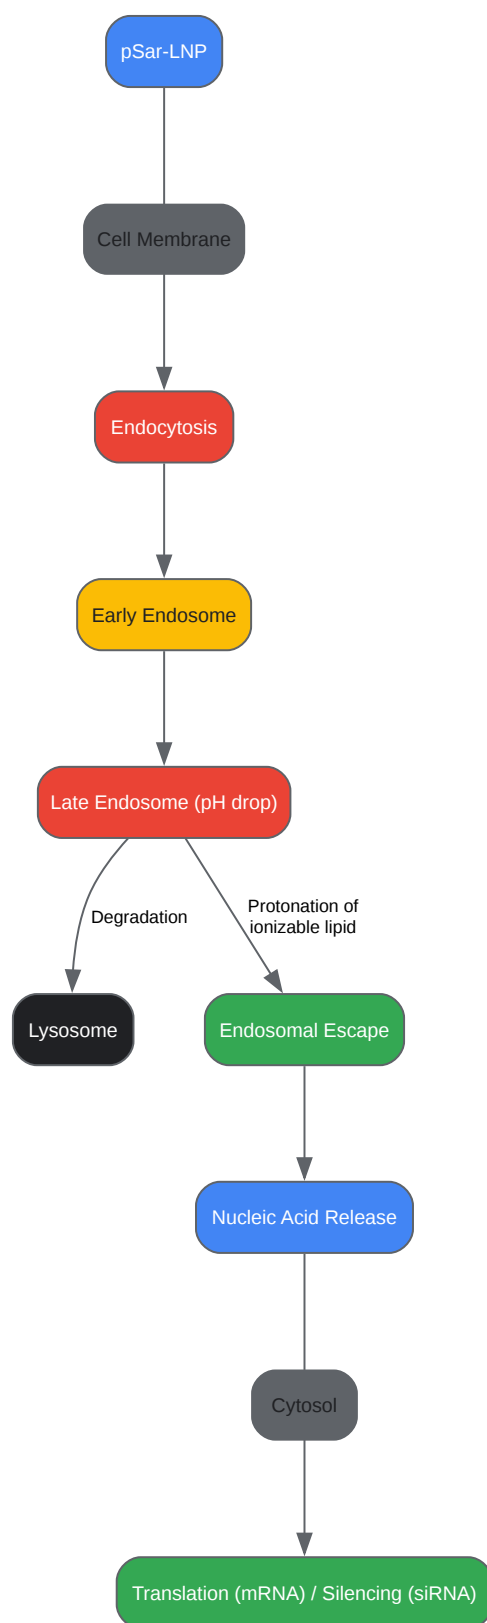 pSar-LNP
Cell Membrane
Endocytosis
Early Endosome
Late Endosome (pH drop)
Degradation
Protonation of
ionizable lipid
Lysosome
Endosomal Escape
Nucleic Acid Release
Cytosol
Translation (mRNA) / Silencing (siRNA)